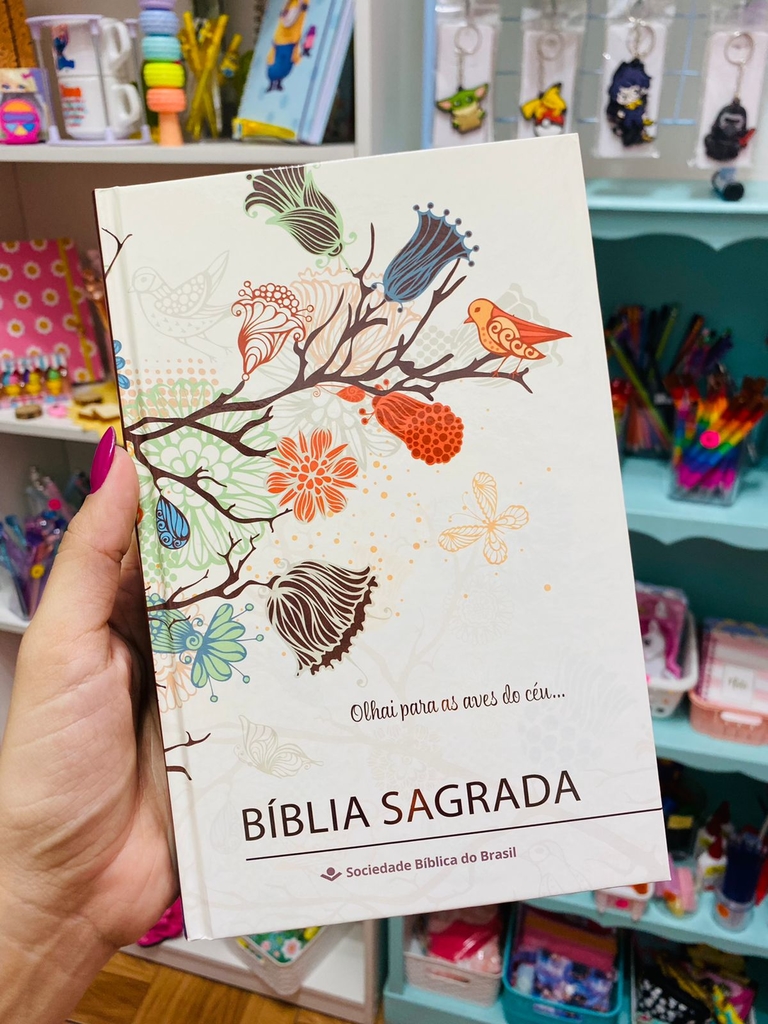 Olhai para as aves do céu...
BÍBLIA SAGRADA
Sociedade Bíblica do Brasil